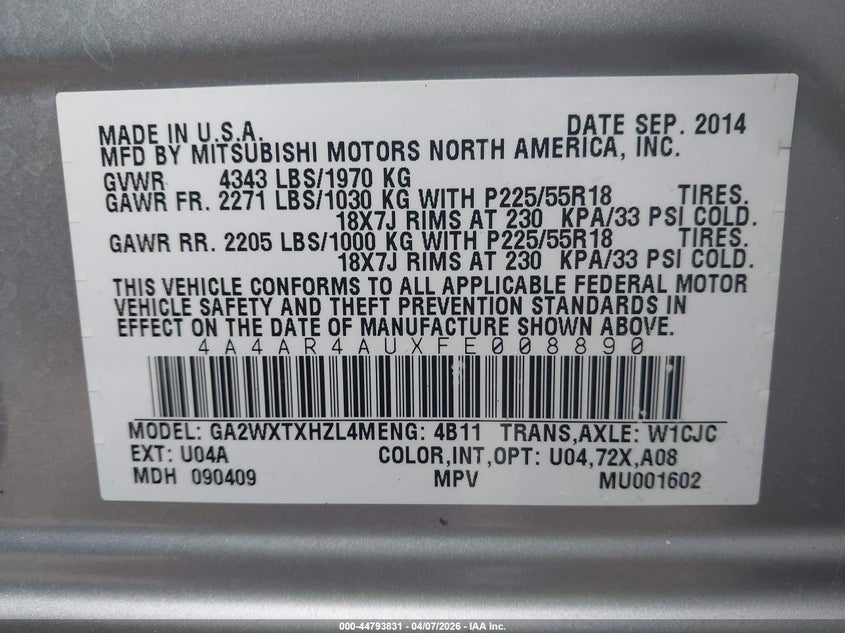 MADE IN U.S.A. DATE SEP. 2014
MFD BY MITSUBISHI MOTORS NORTH AMERICA, INC.
GVWR 4343 LBS/1970 KG
GAWR FR. 2271 LBS/1030 KG WITH P225/55R18 TIRES.
18X7J RIMS AT 230 KPA/33 PSI COLD.
GAWR RR. 2205 LBS/1000 KG WITH P225/55R18 TIRES.
18X7J RIMS AT 230 KPA/33 PSI COLD.
THIS VEHICLE CONFORMS TO ALL APPLICABLE FEDERAL MOTOR
VEHICLE SAFETY AND THEFT PREVENTION STANDARDS IN
EFFECT ON THE DATE OF MANUFACTURE SHOWN ABOVE.
4A4AR4AUXFE008890
MODEL: GA2WXTXHZL4MENG: 4B11 TRANS,AXLE: W1CJC
EXT: U04A COLOR,INT,OPT: U04,72X,A08
MDH 090409 MPV MU001602
000-44793831 - 04/07/2026 - IAA Inc.